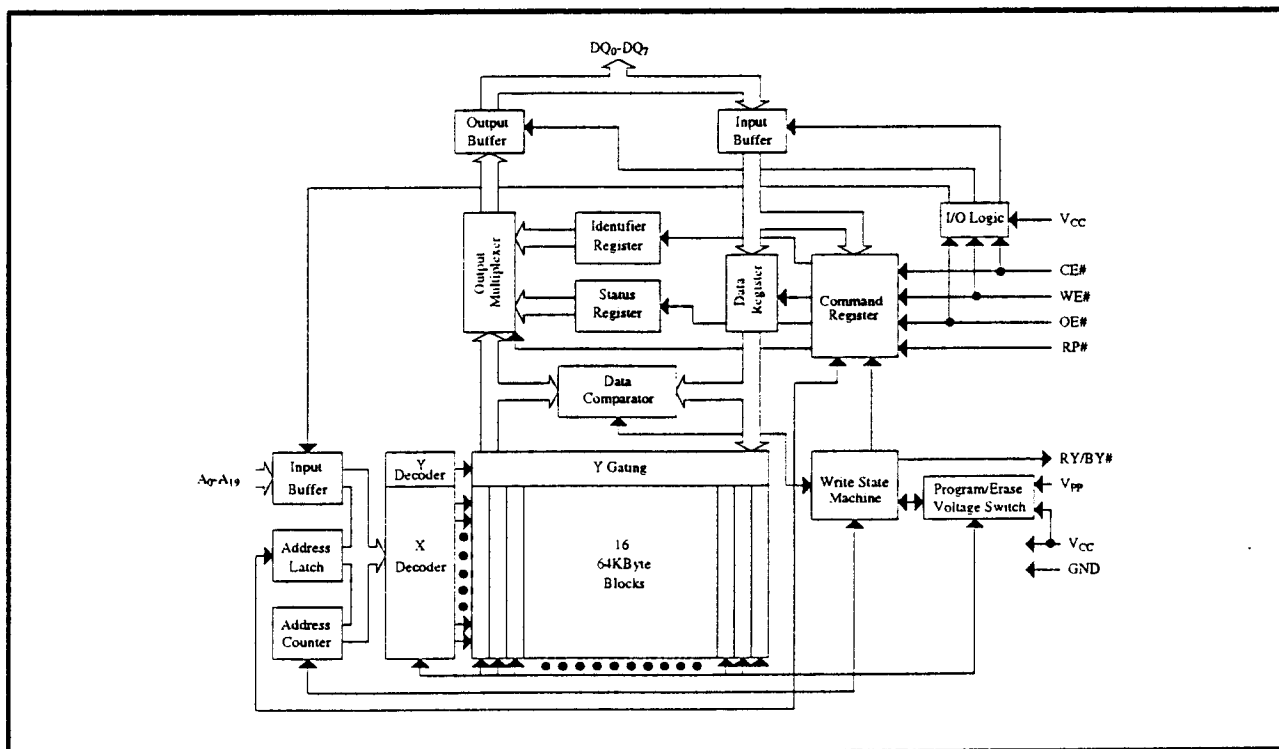 DQ0-DQ7
Output
Buffer
Input
Buffer
I/O Logic
VCC
Output
Multiplexer
Identifier
Register
Status
Register
Data
Register
Command
Register
CE#
WE#
OE#
RP#
Data
Comparator
A0-A19
Input
Buffer
Y
Decoder
Y Gating
Write State
Machine
RY/BY#
Program/Erase
Voltage Switch
VPP
Address
Latch
X
Decoder
16
64KByte
Blocks
VCC
GND
Address
Counter